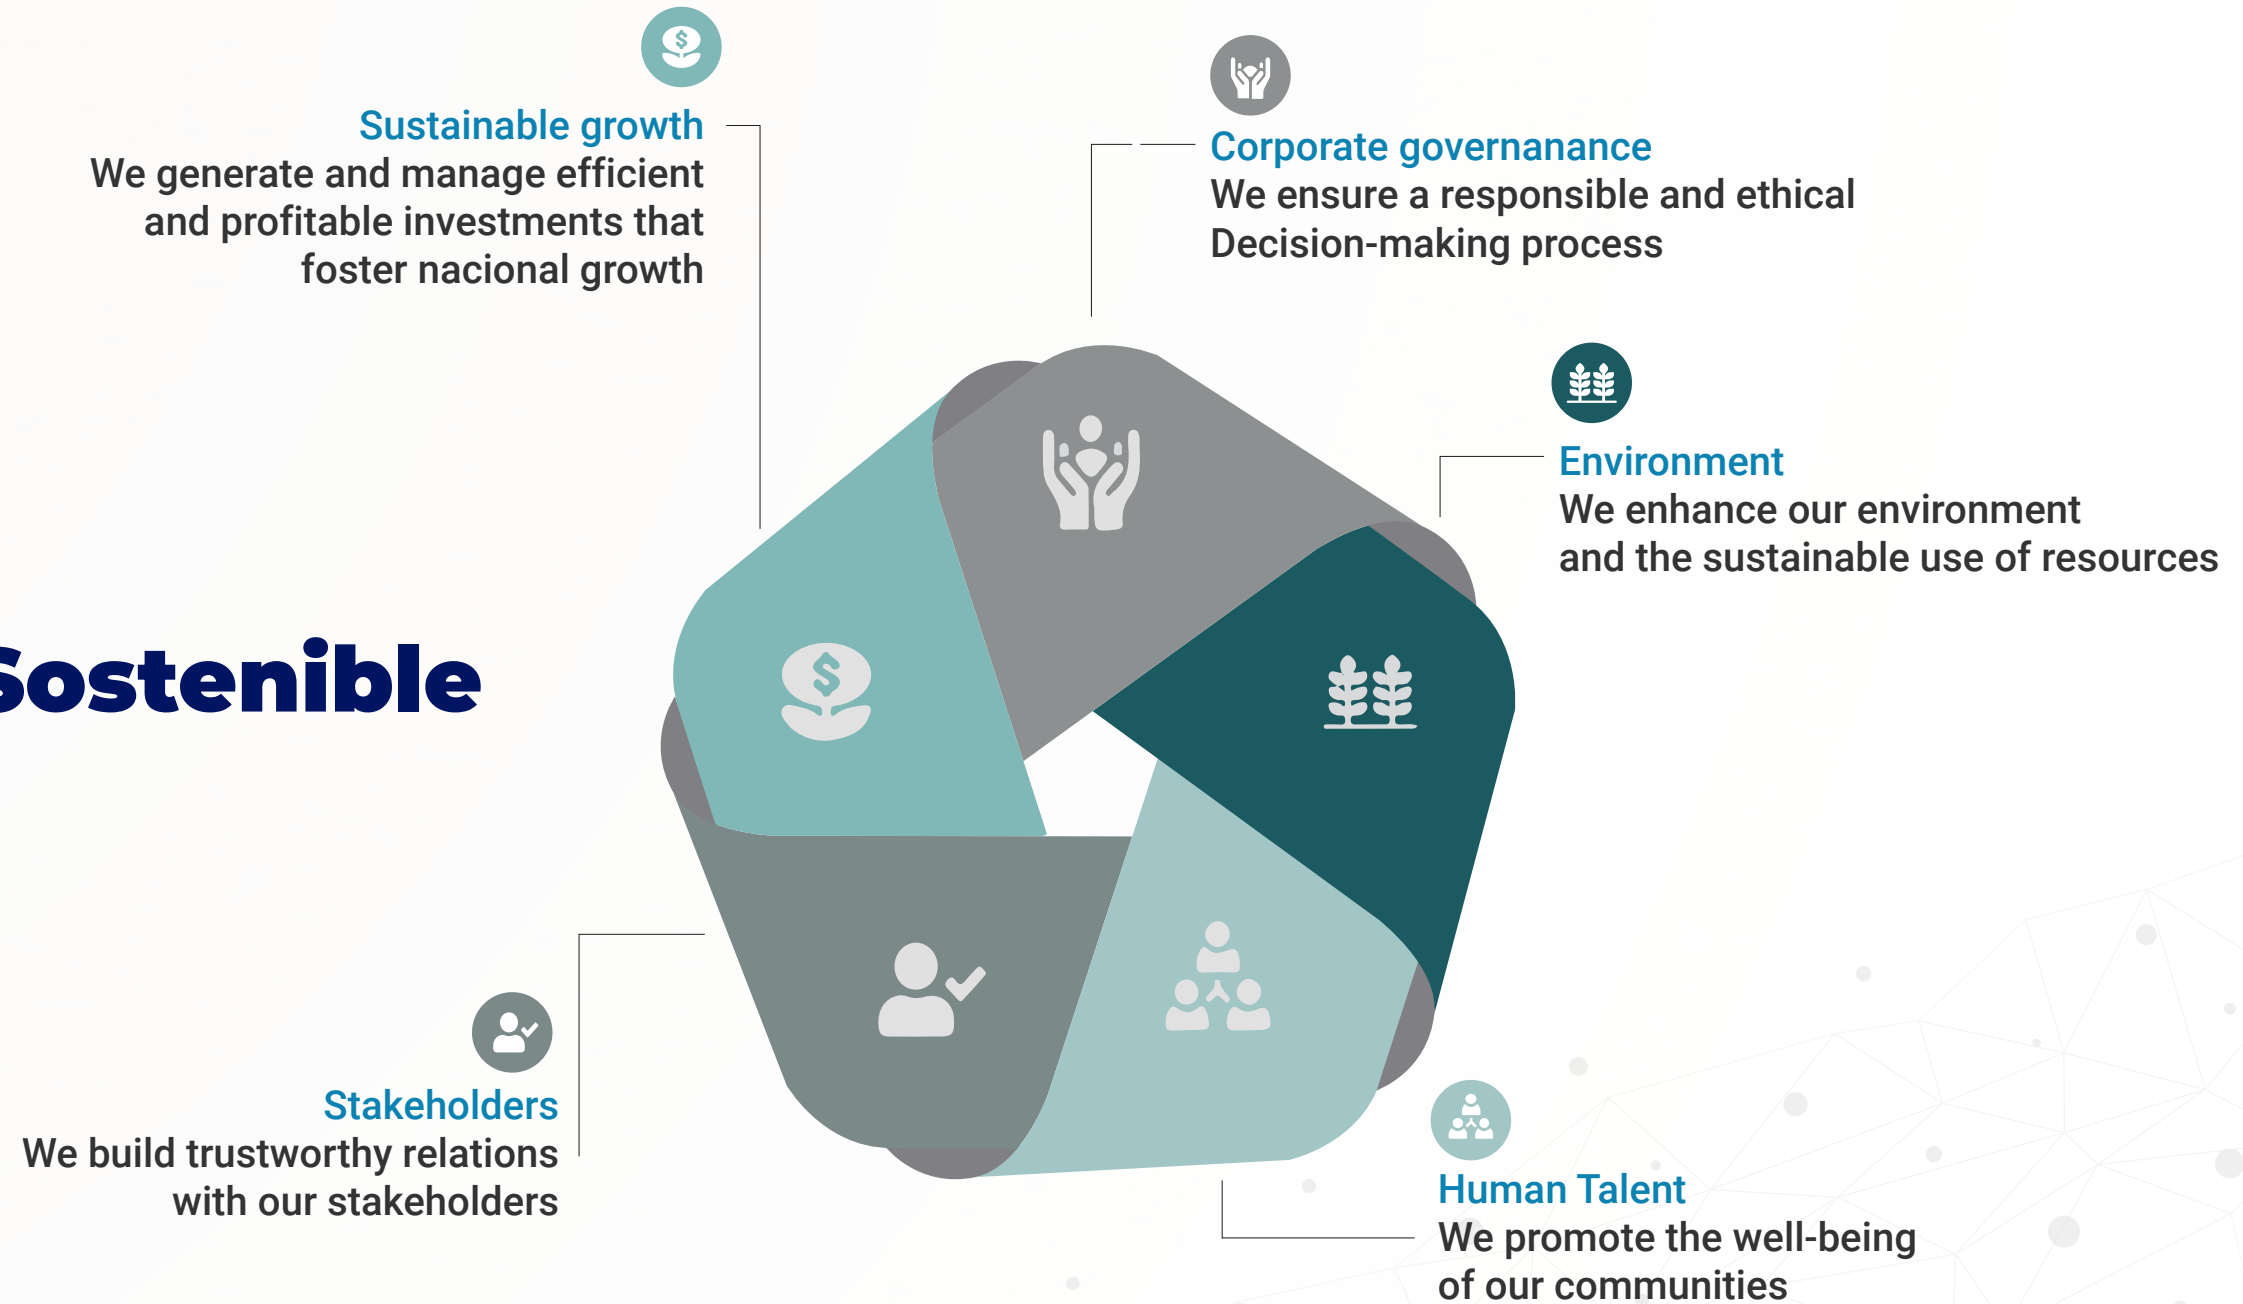 Sustainable growth
We generate and manage efficient
and profitable investments that
foster nacional growth
Corporate governanance
We ensure a responsible and ethical
Decision-making process
Environment
We enhance our environment
and the sustainable use of resources
Sostenible
Stakeholders
We build trustworthy relations
with our stakeholders
Human Talent
We promote the well-being
of our communities